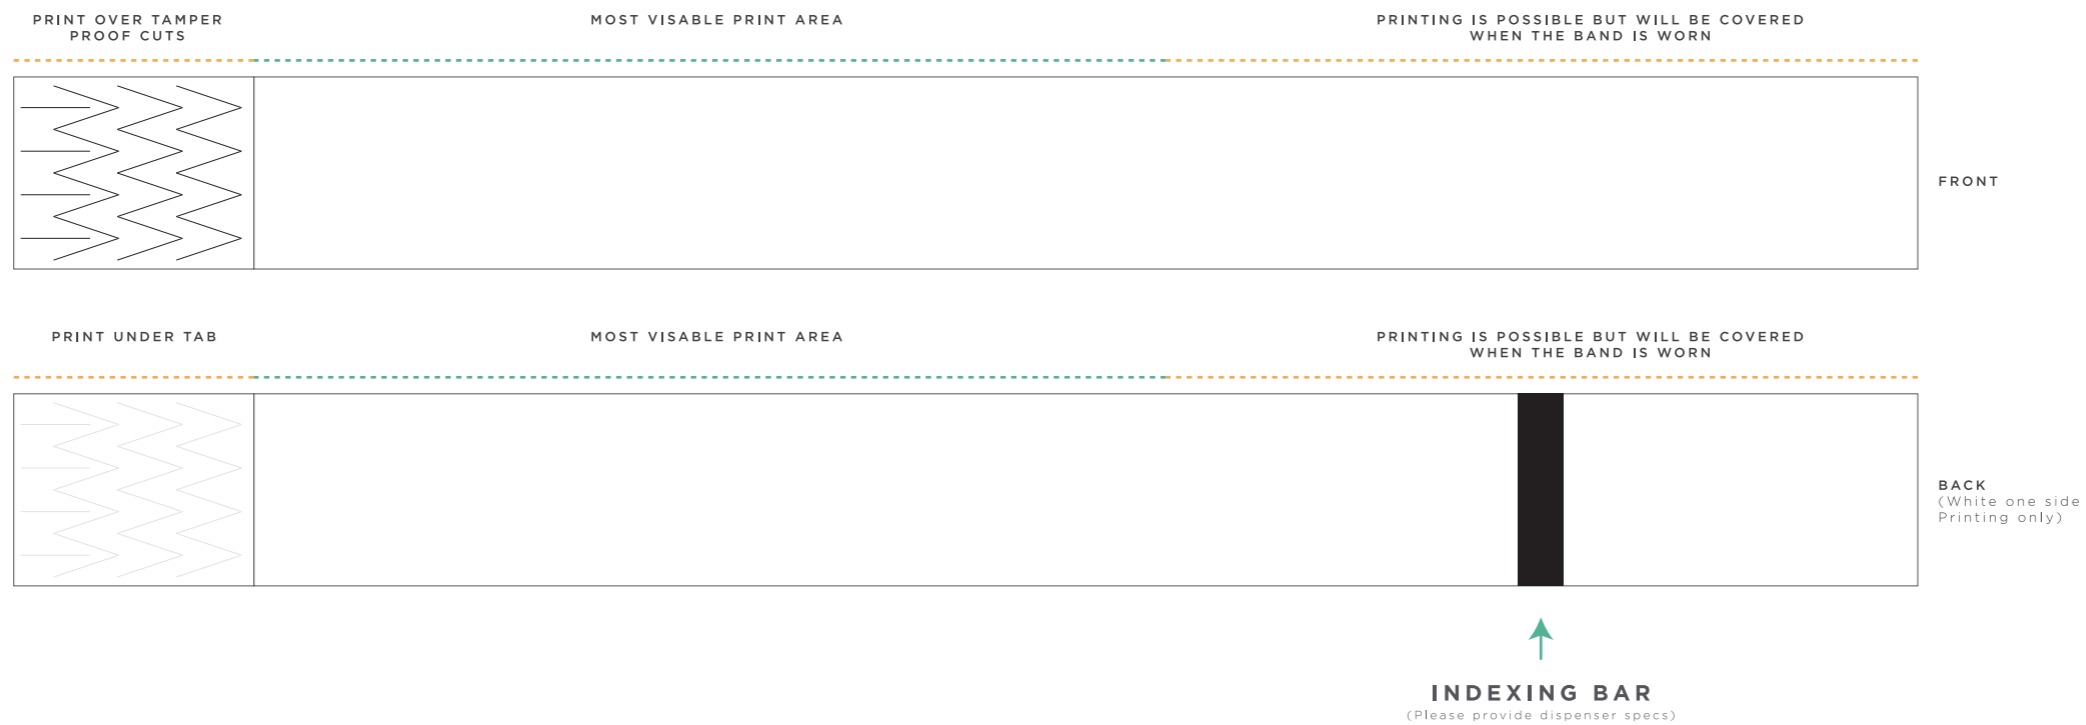 PRINT OVER TAMPER
PROOF CUTS
MOST VISABLE PRINT AREA
PRINTING IS POSSIBLE BUT WILL BE COVERED
WHEN THE BAND IS WORN
FRONT
PRINT UNDER TAB
MOST VISABLE PRINT AREA
PRINTING IS POSSIBLE BUT WILL BE COVERED
WHEN THE BAND IS WORN
BACK
(White one side
Printing only)
INDEXING BAR
(Please provide dispenser specs)